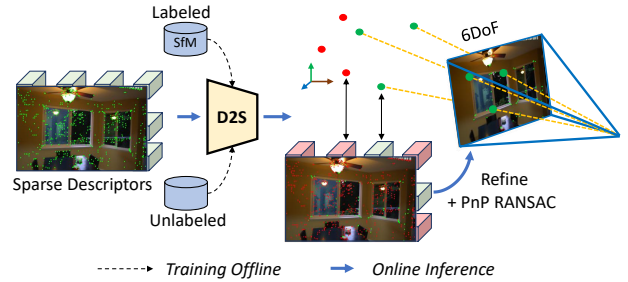 Labeled
SfM
6DoF
D2S
Sparse Descriptors
Unlabeled
Refine
+ PnP RANSAC
Training Offline
Online Inference